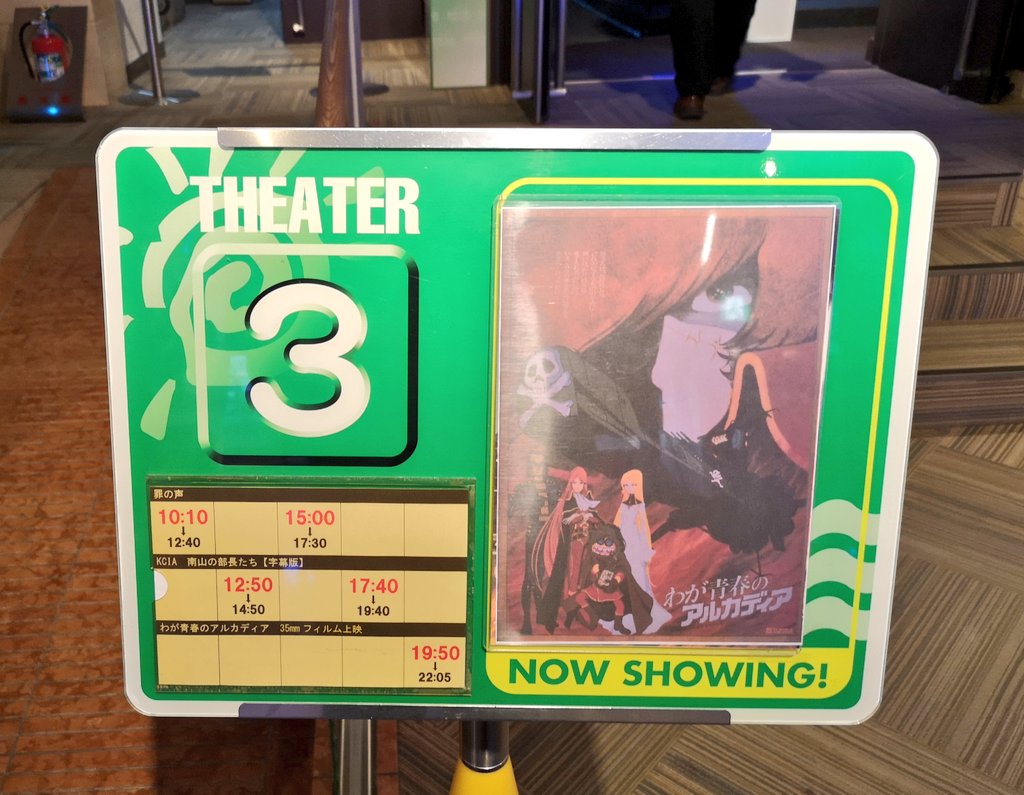 THEATER
3
罪の声
10:10 15:00
↓ ↓
12:40 17:30
KCIA 南山の部長たち【字幕版】
12:50 17:40
↓ ↓
14:50 19:40
わが青春のアルカディア 35mmフィルム上映
19:50
↓
22:05
わが青春の
アルカディア
NOW SHOWING!